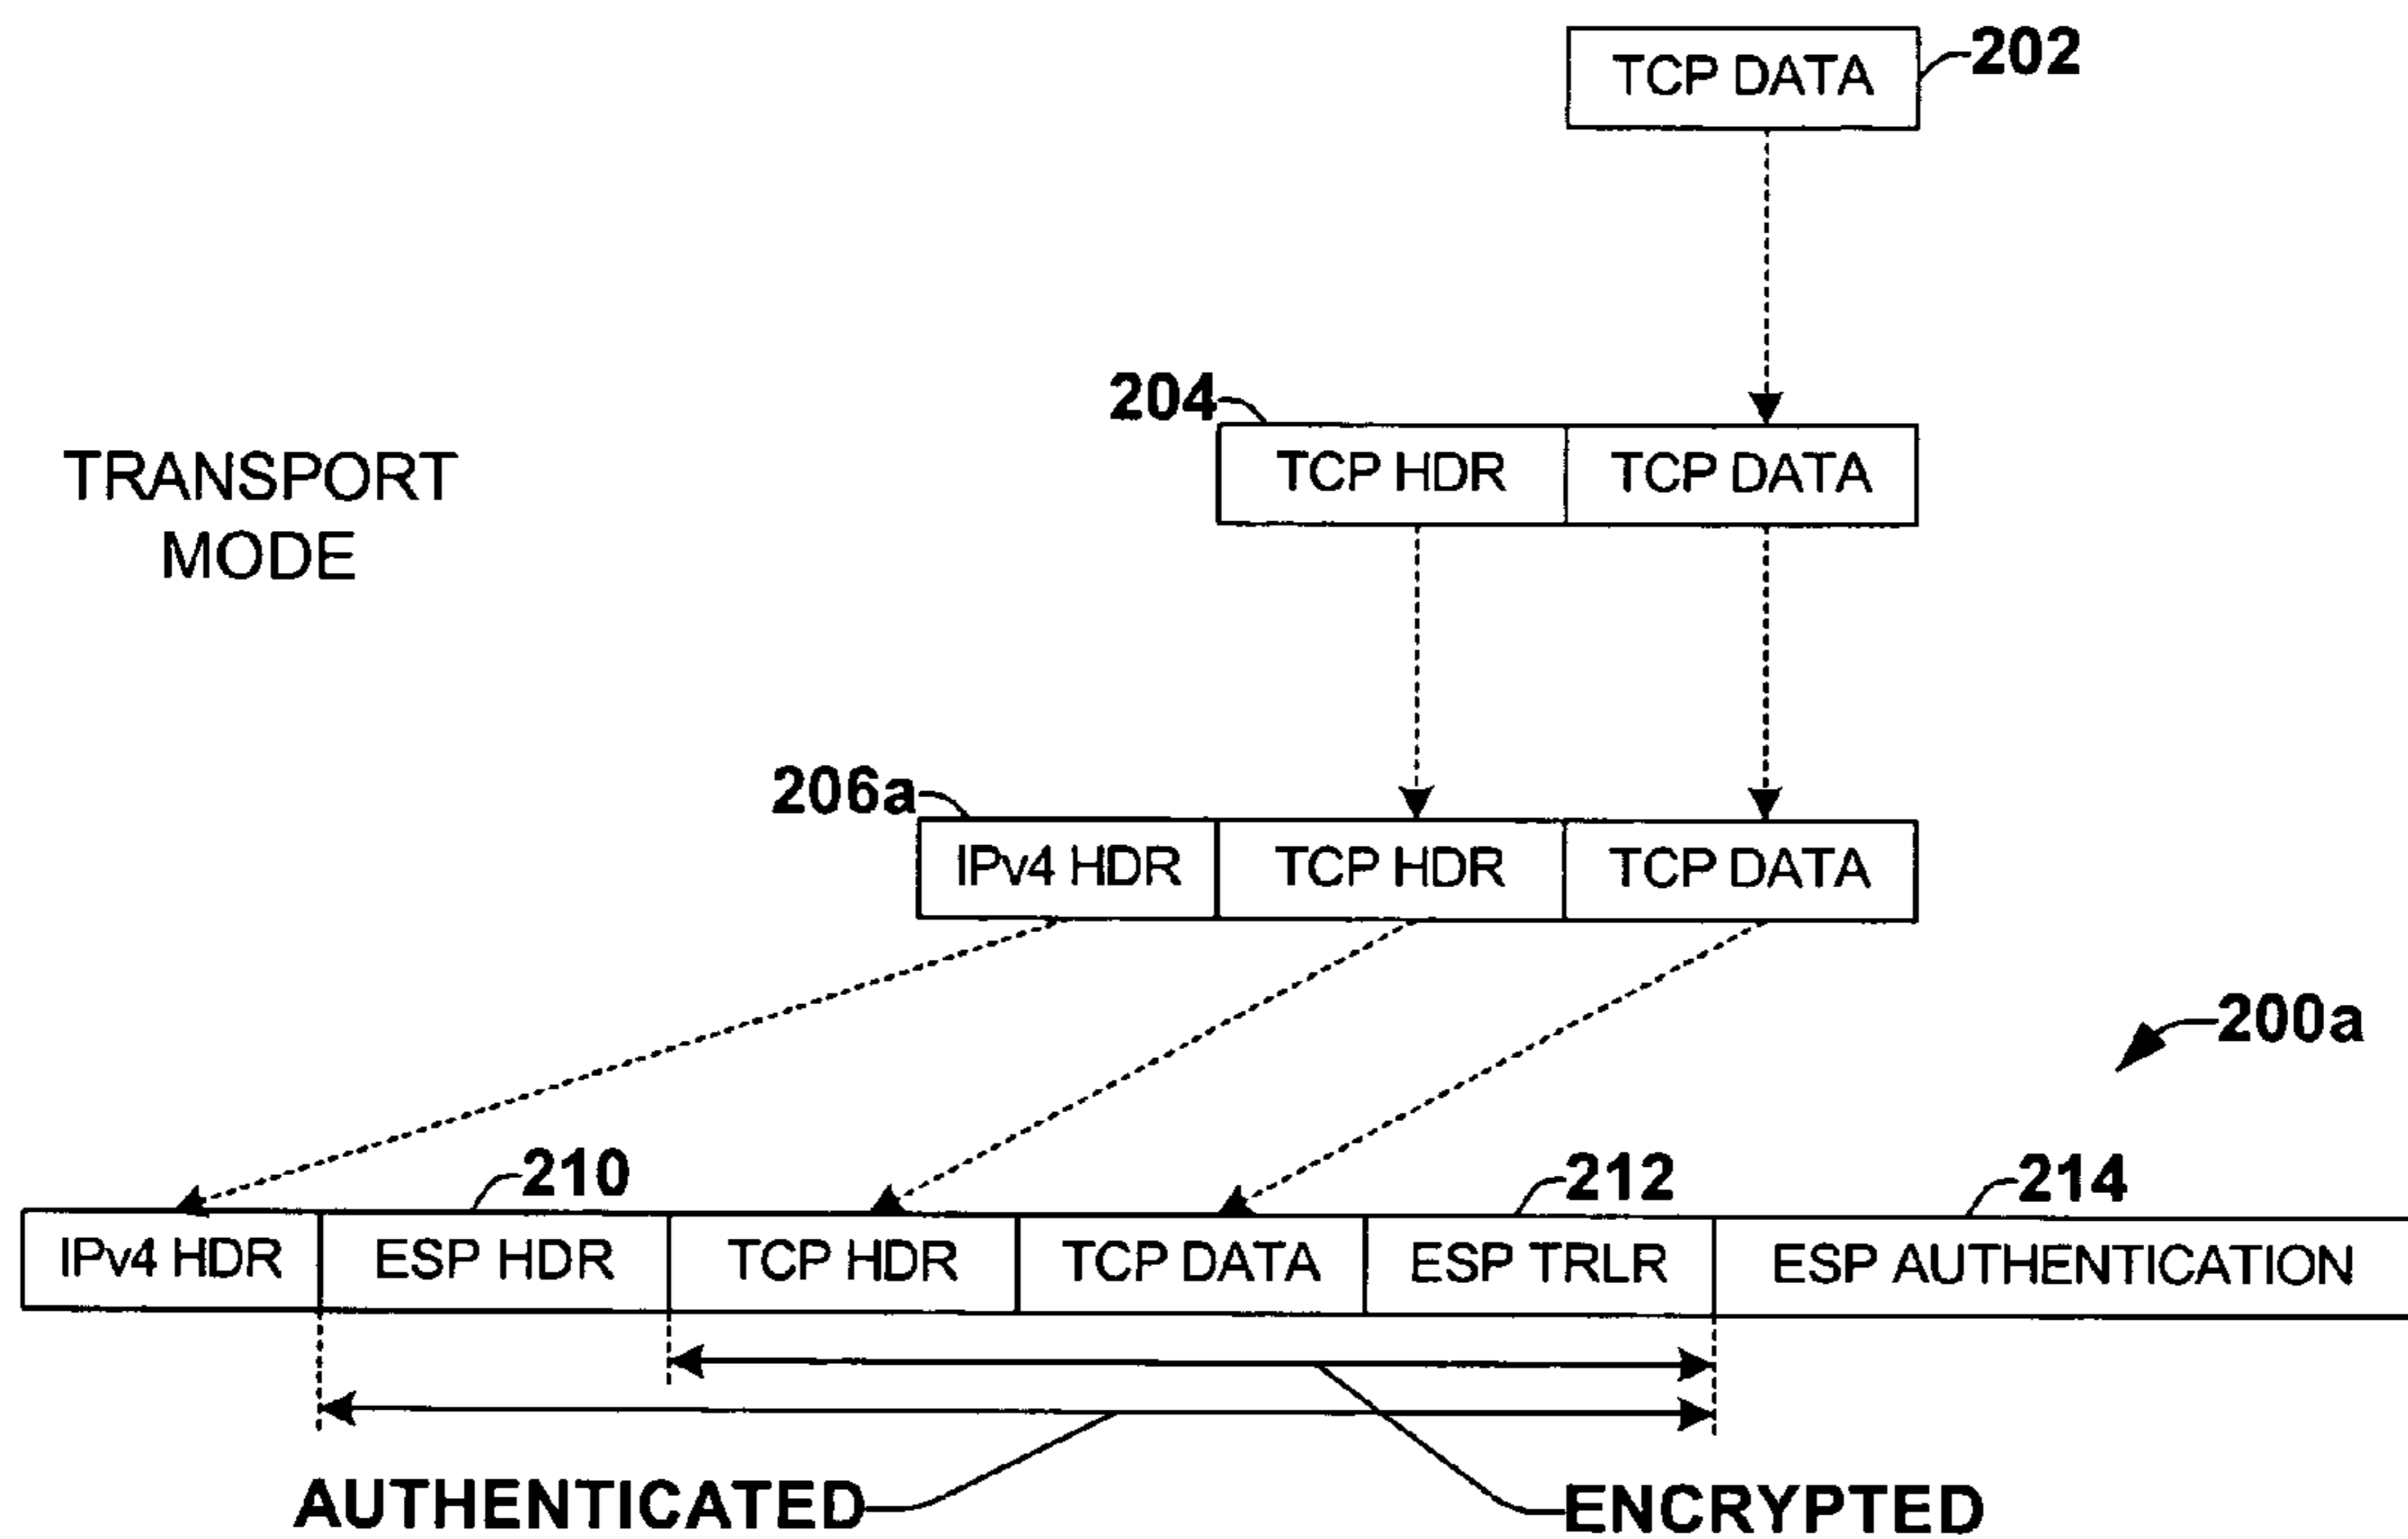 TCP DATA 202
204
TCP HDR TCP DATA
TRANSPORT
MODE
206a
IPv4 HDR TCP HDR TCP DATA
200a
210 212 214
IPv4 HDR ESP HDR TCP HDR TCP DATA ESP TRLR ESP AUTHENTICATION
AUTHENTICATED ENCRYPTED